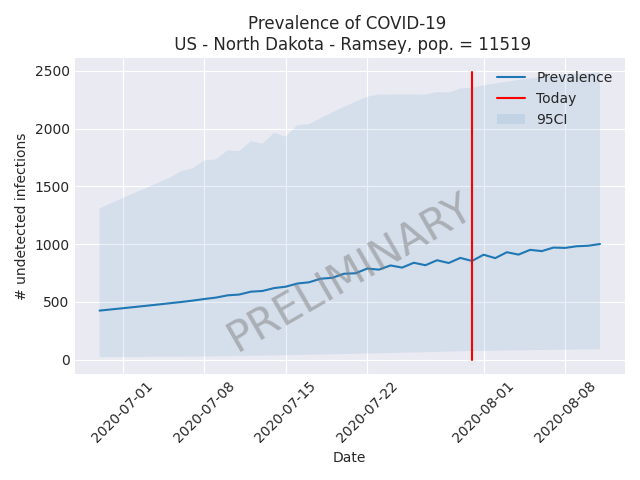 Prevalence of COVID-19
US - North Dakota - Ramsey, pop. = 11519
2500
2000
1500
1000
500
0
# undetected infections
Prevalence
Today
95CI
PRELIMINARY
2020-07-01
2020-07-08
2020-07-15
2020-07-22
2020-08-01
2020-08-08
Date